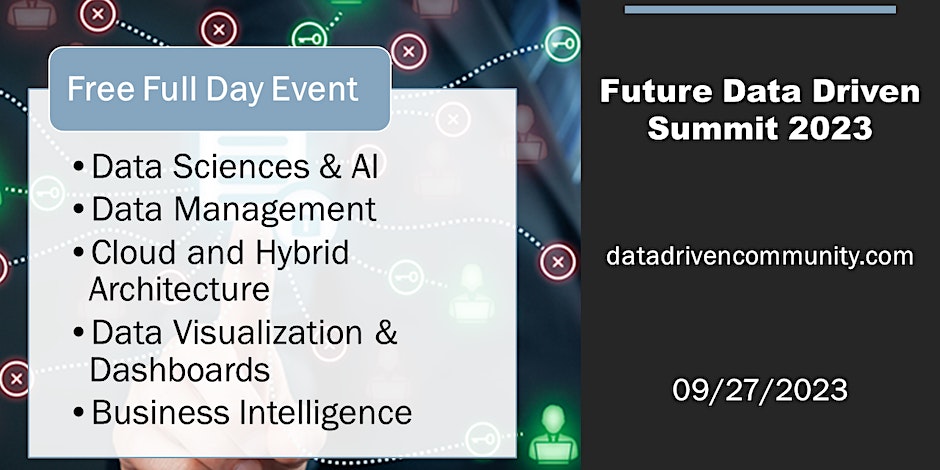 Free Full Day Event
•Data Sciences & AI
•Data Management
•Cloud and Hybrid
Architecture
•Data Visualization &
Dashboards
•Business Intelligence
Future Data Driven
Summit 2023
datadrivencommunity.com
09/27/2023